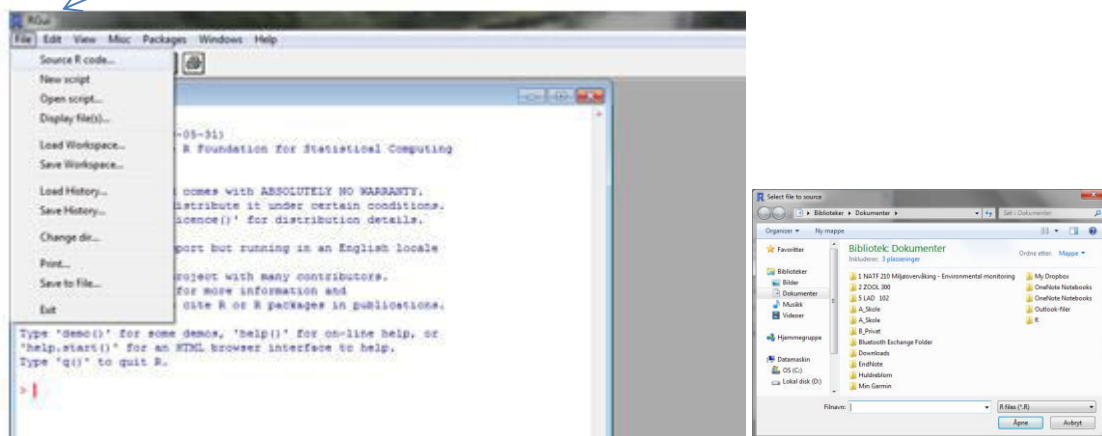 RGui
File Edit View Misc Packages Windows Help
Source R code...
New script
Open script...
Display file(s)...
Load Workspace...
Save Workspace...
Load History...
Save History...
Change dir...
Print...
Save to File...
Exit
-05-31)
R Foundation for Statistical Computing
comes with ABSOLUTELY NO WARRANTY.
istribute it under certain conditions.
icence()' for distribution details.
port but running in an English locale
roject with many contributors.
for more information and
cite R or R packages in publications.
Type 'demo()' for some demos, 'help()' for on-line help, or
'help.start()' for an HTML browser interface to help.
Type 'q()' to quit R.
>
Select file to source
Biblioteker Dokumenter Søk i Dokumenter
Organiser Ny mappe
Favoritter
Biblioteker
Bilder
Dokumenter
Musikk
Videoer
Hjemmegruppe
Datamaskin
OS (C:)
Lokal disk (D:)
Bibliotek: Dokumenter
Inkluderer: 3 plasseringer
Ordne etter: Mappe
1 NATF 210 Miljøovervåking - Environmental monitoring
2 ZOOL 300
5 LAD 102
A_Skole
A_Skole
B_Privat
Bluetooth Exchange Folder
Downloads
EndNote
Huldreblom
Min Garmin
My Dropbox
OneNote Notebooks
OneNote Notebooks
Outlook-filer
R
Filnavn: R files (*.R)
Åpne Avbryt